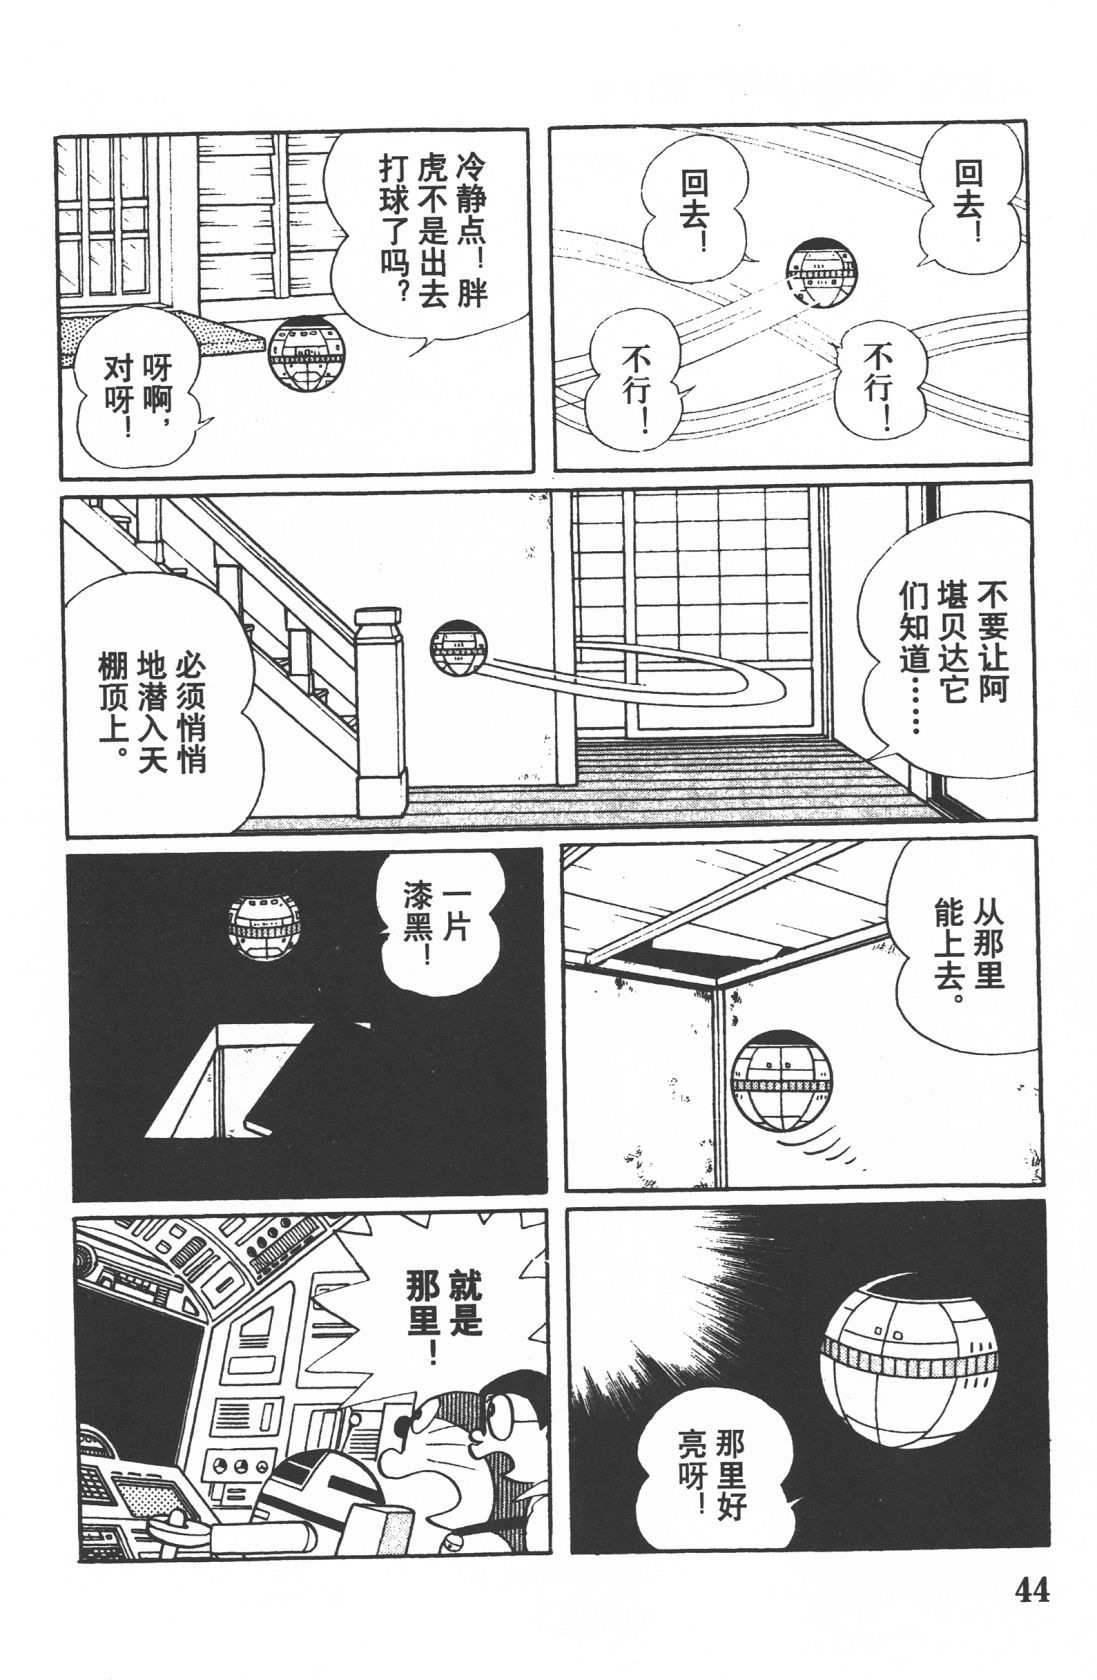 回去！
回去！
不行！
不行！
冷静点！胖
虎不是出去
打球了吗？
呀啊，
对呀！
不要让阿
堪贝达它
们知道……
必须悄悄
地潜入天
棚顶上。
从那里
能上去。
一片
漆黑！
那里好
亮呀！
就是
那里！
44